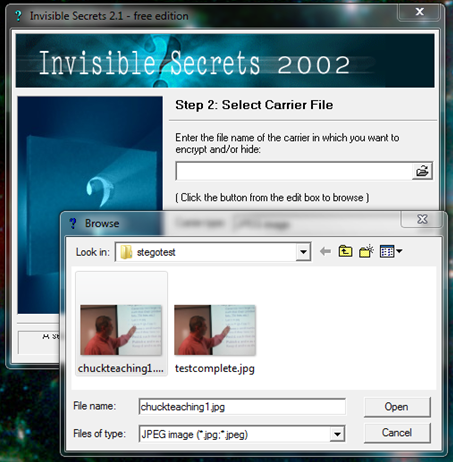 Invisible Secrets 2.1 - free edition
Invisible Secrets 2002
Step 2: Select Carrier File
Enter the file name of the carrier in which you want to
encrypt and/or hide:
( Click the button from the edit box to browse )
Browse
Look in:
stegotest
chuckteaching1....
testcomplete.jpg
File name:
chuckteaching1.jpg
Open
Files of type:
JPEG image (*.jpg;*.jpeg)
Cancel